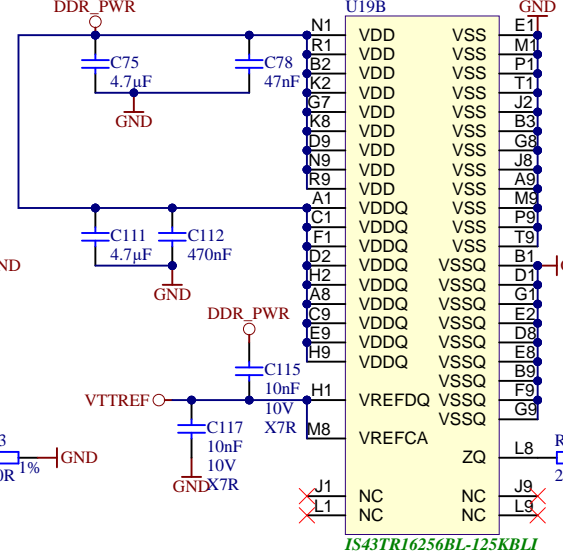 DDR_PWR U19B GND
N1 VDD VSS E1
R1 VDD VSS M1
C75 C78 B2 VDD VSS P1
4.7µF 47nF K2 VDD VSS T1
G7 VDD VSS J2
GND K8 VDD VSS B3
D9 VDD VSS G8
N9 VDD VSS J8
R9 VDD VSS A9
A1 VDDQ VSS M9
C1 VDDQ VSS P9
C111 C112 F1 VDDQ VSS T9
4.7µF 470nF D2 VDDQ VSSQ B1
ND H2 VDDQ VSSQ D1
GND A8 VDDQ VSSQ G1
DDR_PWR C9 VDDQ VSSQ E2
E9 VDDQ VSSQ D8
H9 VDDQ VSSQ E8
C115 VSSQ B9
10nF H1 VREFDQ VSSQ F9
VTTREF 10V VSSQ G9
C117 X7R M8 VREFCA
10nF
10V
X7R
GND
3 GND ZQ L8 R
0R 1% 2
J1 NC NC J9
L1 NC NC L9
IS43TR16256BL-125KBLI